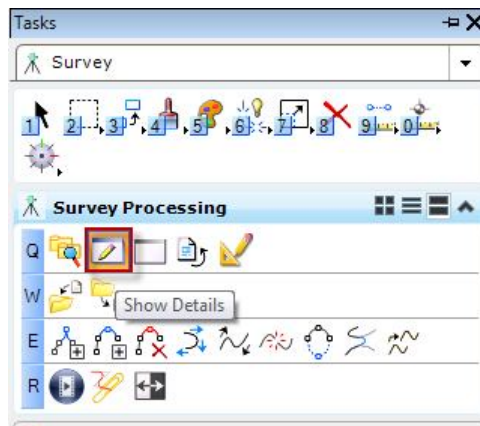 Tasks
Survey
1 2 3 4 5 6 7 8 9 0
Survey Processing
Q
W
Show Details
E
R